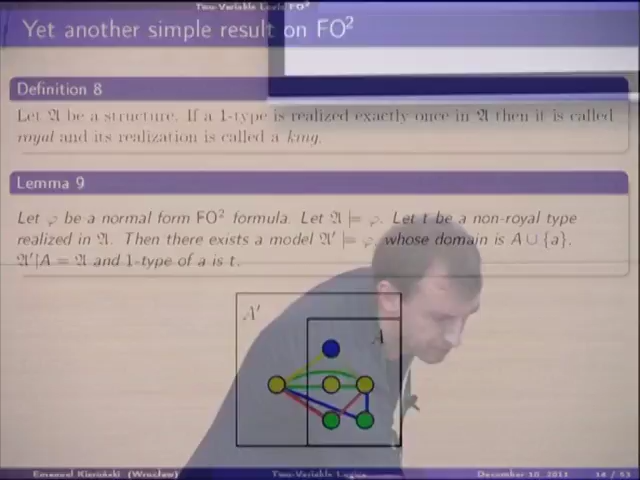 Two-Variable Logic FO²
Yet another simple result on FO²
Definition 8
Let 𝔄 be a structure. If a 1-type is realized exactly once in 𝔄 then it is called
royal and its realization is called a king.
Lemma 9
Let φ be a normal form FO² formula. Let 𝔄 ⊨ φ. Let t be a non-royal type
realized in 𝔄. Then there exists a model 𝔄′ ⊨ φ, whose domain is A ∪ {a},
𝔄′|A = 𝔄 and 1-type of a is t.
A′
A
Emanuel Kieroński (Wrocław)
Two-Variable Logics
December 10, 2011
14 / 53